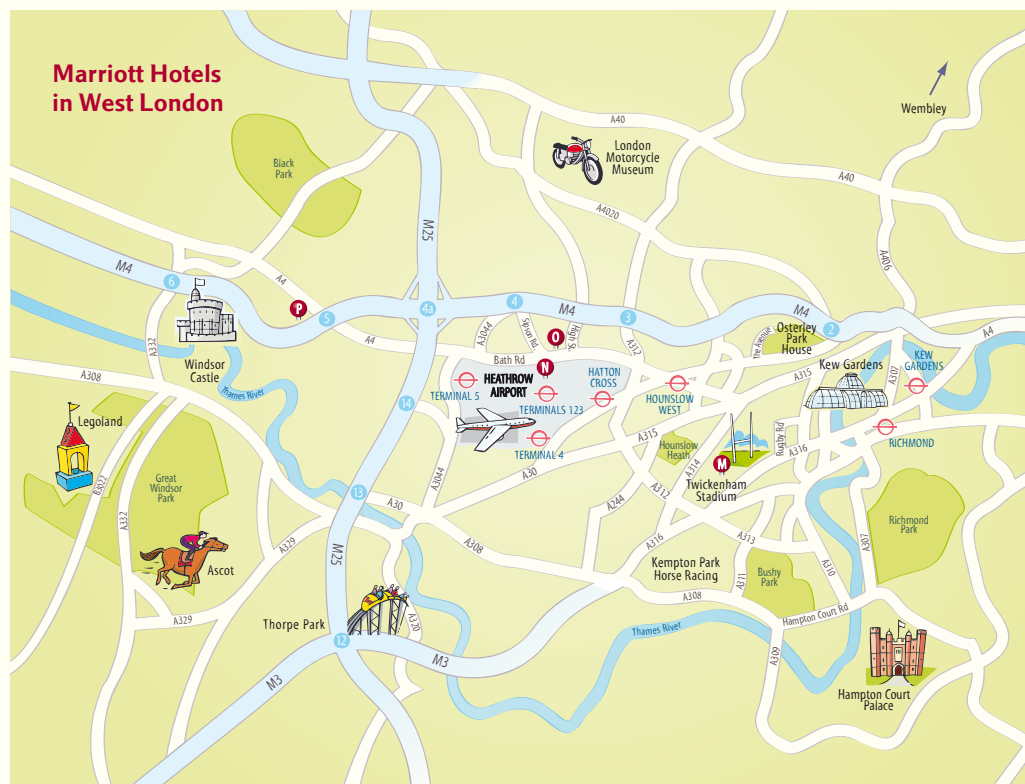 Marriott Hotels
in West London
Wembley
A40
London
Motorcycle
Museum
Black
Park
A40
A4020
M25
A406
M4
6
A4
P
5
4a
4
M4
3
M4
2
A4
A332
Windsor
Castle
A4
A3044
Sipson Rd.
O
High St.
A312
The Avenue
Osterley
Park
House
Bath Rd
N
HEATHROW
AIRPORT
TERMINAL 5
TERMINALS 123
HATTON
CROSS
HOUNSLOW
WEST
A315
Kew Gardens
A307
KEW
GARDENS
A308
Thames River
Legoland
14
TERMINAL 4
A315
Hounslow
Heath
A314
M
Twickenham
Stadium
Rugby Rd
A316
RICHMOND
Great
Windsor
Park
B3022
A332
13
A3044
A30
A30
A244
A312
A316
A313
Richmond
Park
A307
A329
M25
A308
Ascot
Kempton Park
Horse Racing
A311
Bushy
Park
A310
A308
Hampton Court Rd
A329
Thorpe Park
12
A320
Thames River
M3
M3
A309
Hampton Court
Palace